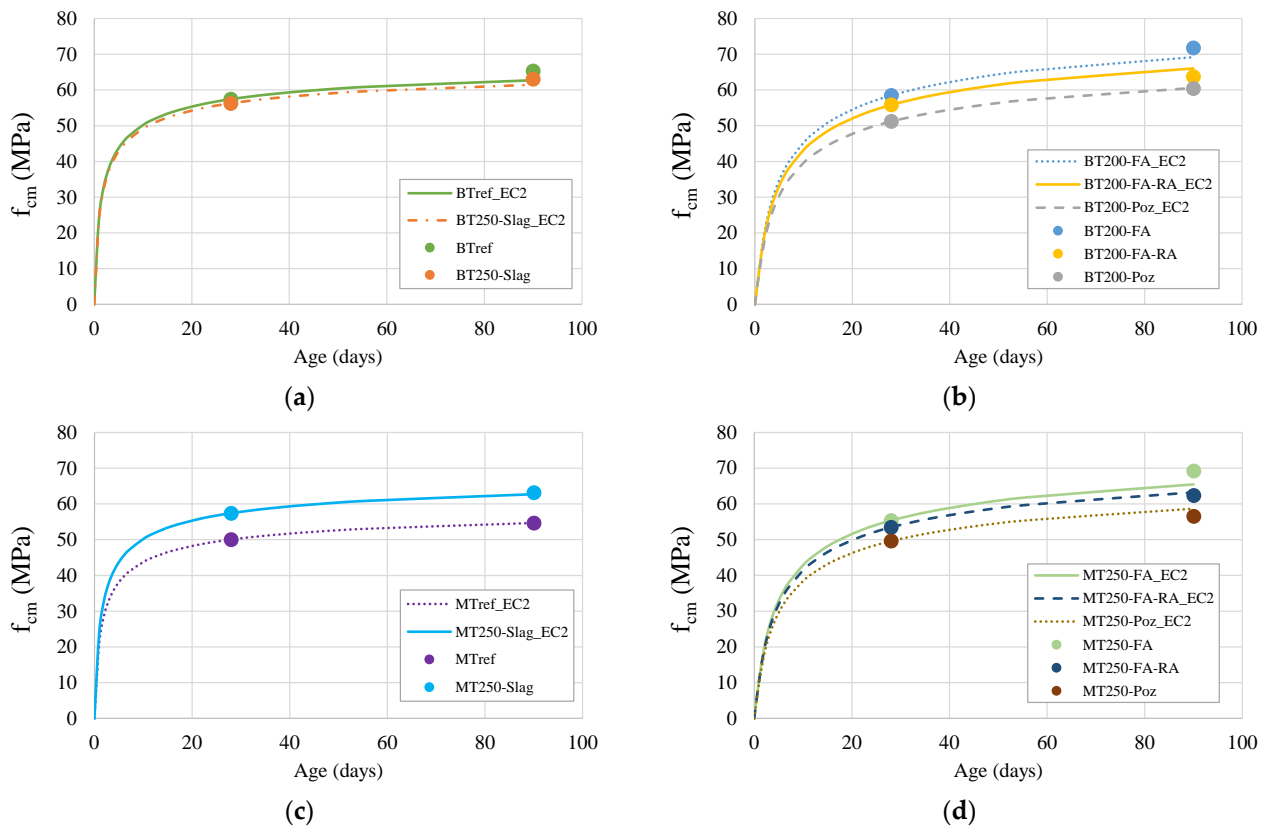 80
70
60
50
40
30
20
10
0
f_cm (MPa)
BTref_EC2
BT250-Slag_EC2
BTref
BT250-Slag
0 20 40 60 80 100
Age (days)
(a)
80
70
60
50
40
30
20
10
0
f_cm (MPa)
BT200-FA_EC2
BT200-FA-RA_EC2
BT200-Poz_EC2
BT200-FA
BT200-FA-RA
BT200-Poz
0 20 40 60 80 100
Age (days)
(b)
80
70
60
50
40
30
20
10
0
f_cm (MPa)
MTref_EC2
MT250-Slag_EC2
MTref
MT250-Slag
0 20 40 60 80 100
Age (days)
(c)
80
70
60
50
40
30
20
10
0
f_cm (MPa)
MT250-FA_EC2
MT250-FA-RA_EC2
MT250-Poz_EC2
MT250-FA
MT250-FA-RA
MT250-Poz
0 20 40 60 80 100
Age (days)
(d)